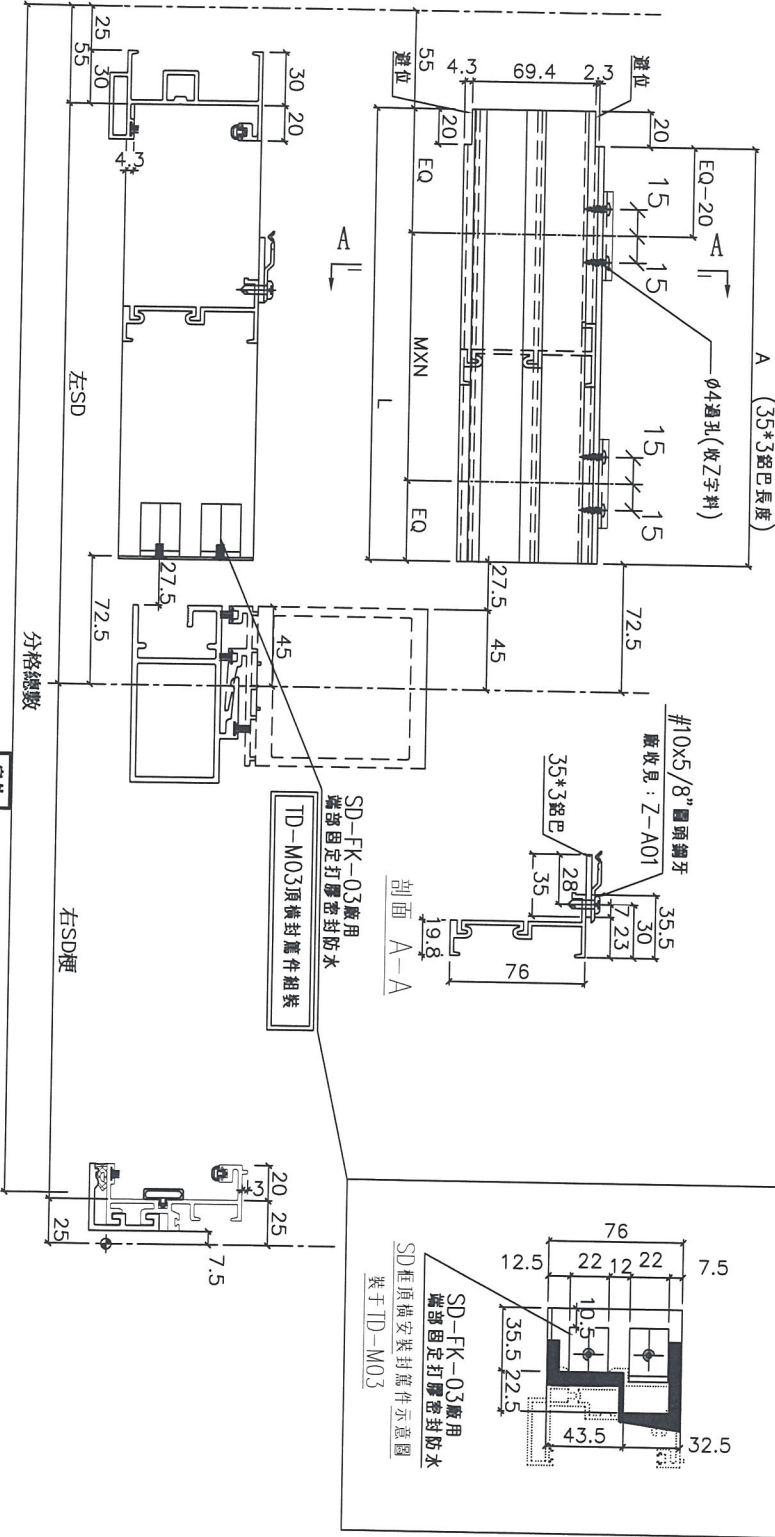 A (35*3鋁巴長度)
EQ-20
20
避位
15
15
15
15
A
A
Ø4過孔(收Z字料)
2.3
69.4
4.3
避位
20
55
EQ
MXN
EQ
L
27.5
45
72.5
#10x5/8"圓頭鋼牙
廠收見：Z-A01
35*3鋁巴
35.5
30
7
23
28
35
19.8
76
剖面 A-A
30
20
25
30
55
4.3
左SD
27.5
72.5
45
分格總數
右SD梗
SD-FK-03廠用
端部固定打膠密封防水
TD-M03頂橫封蓋件組裝
20
25
3
7.5
25
76
12.5
22
12
22
7.5
10.5
35.5
22.5
43.5
32.5
SD-FK-03廠用
端部固定打膠密封防水
SD框頂橫安裝封蓋件示意圖
裝于TD-M03